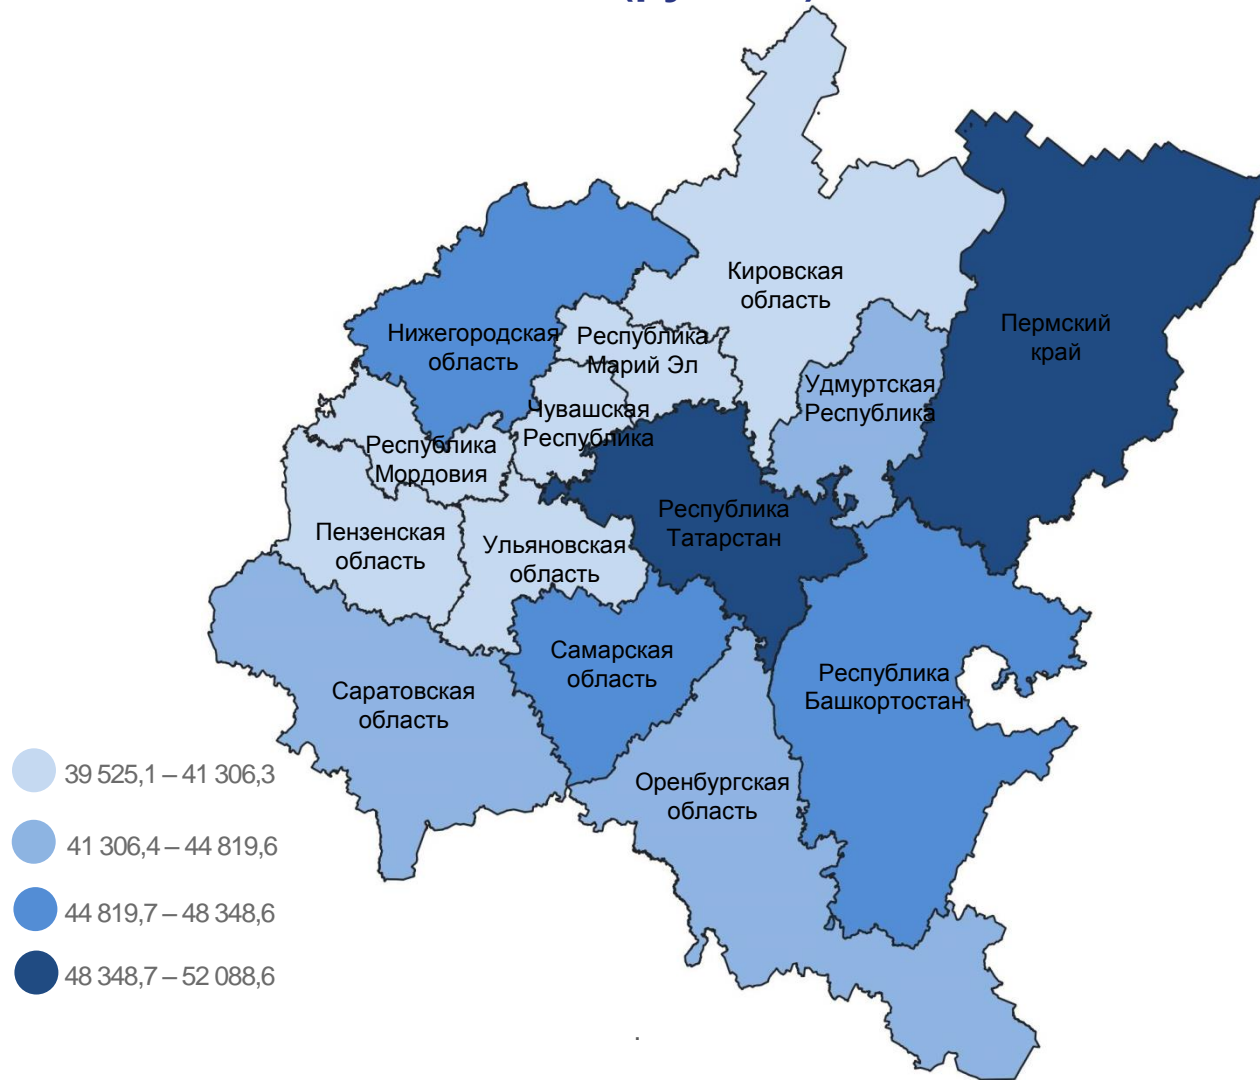 Кировская
область
Пермский
край
Нижегородская
область
Республика
Марий Эл
Удмуртская
Республика
Чувашская
Республика
Республика
Мордовия
Республика
Татарстан
Пензенская
область
Ульяновская
область
Самарская
область
Республика
Башкортостан
Саратовская
область
Оренбургская
область
39 525,1 – 41 306,3
41 306,4 – 44 819,6
44 819,7 – 48 348,6
48 348,7 – 52 088,6